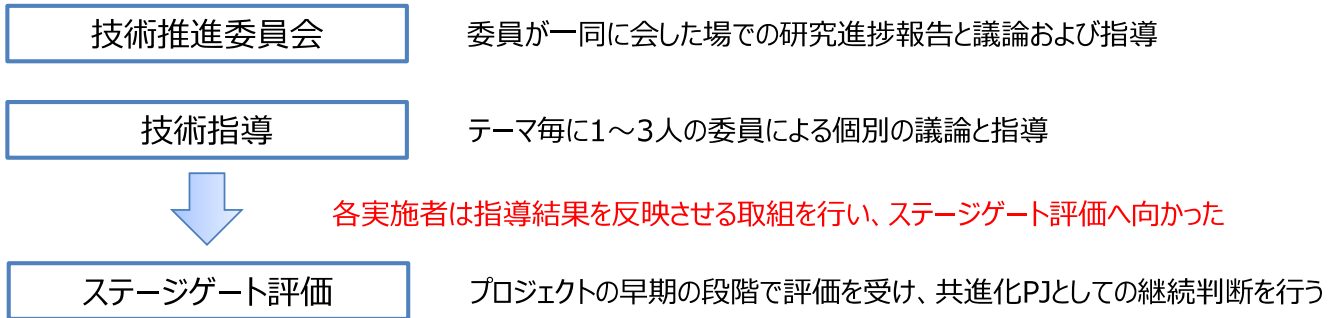 技術推進委員会
委員が一同に会した場での研究進捗報告と議論および指導
技術指導
テーマ毎に1～3人の委員による個別の議論と指導
各実施者は指導結果を反映させる取組を行い、ステージゲート評価へ向かった
ステージゲート評価
プロジェクトの早期の段階で評価を受け、共進化PJとしての継続判断を行う